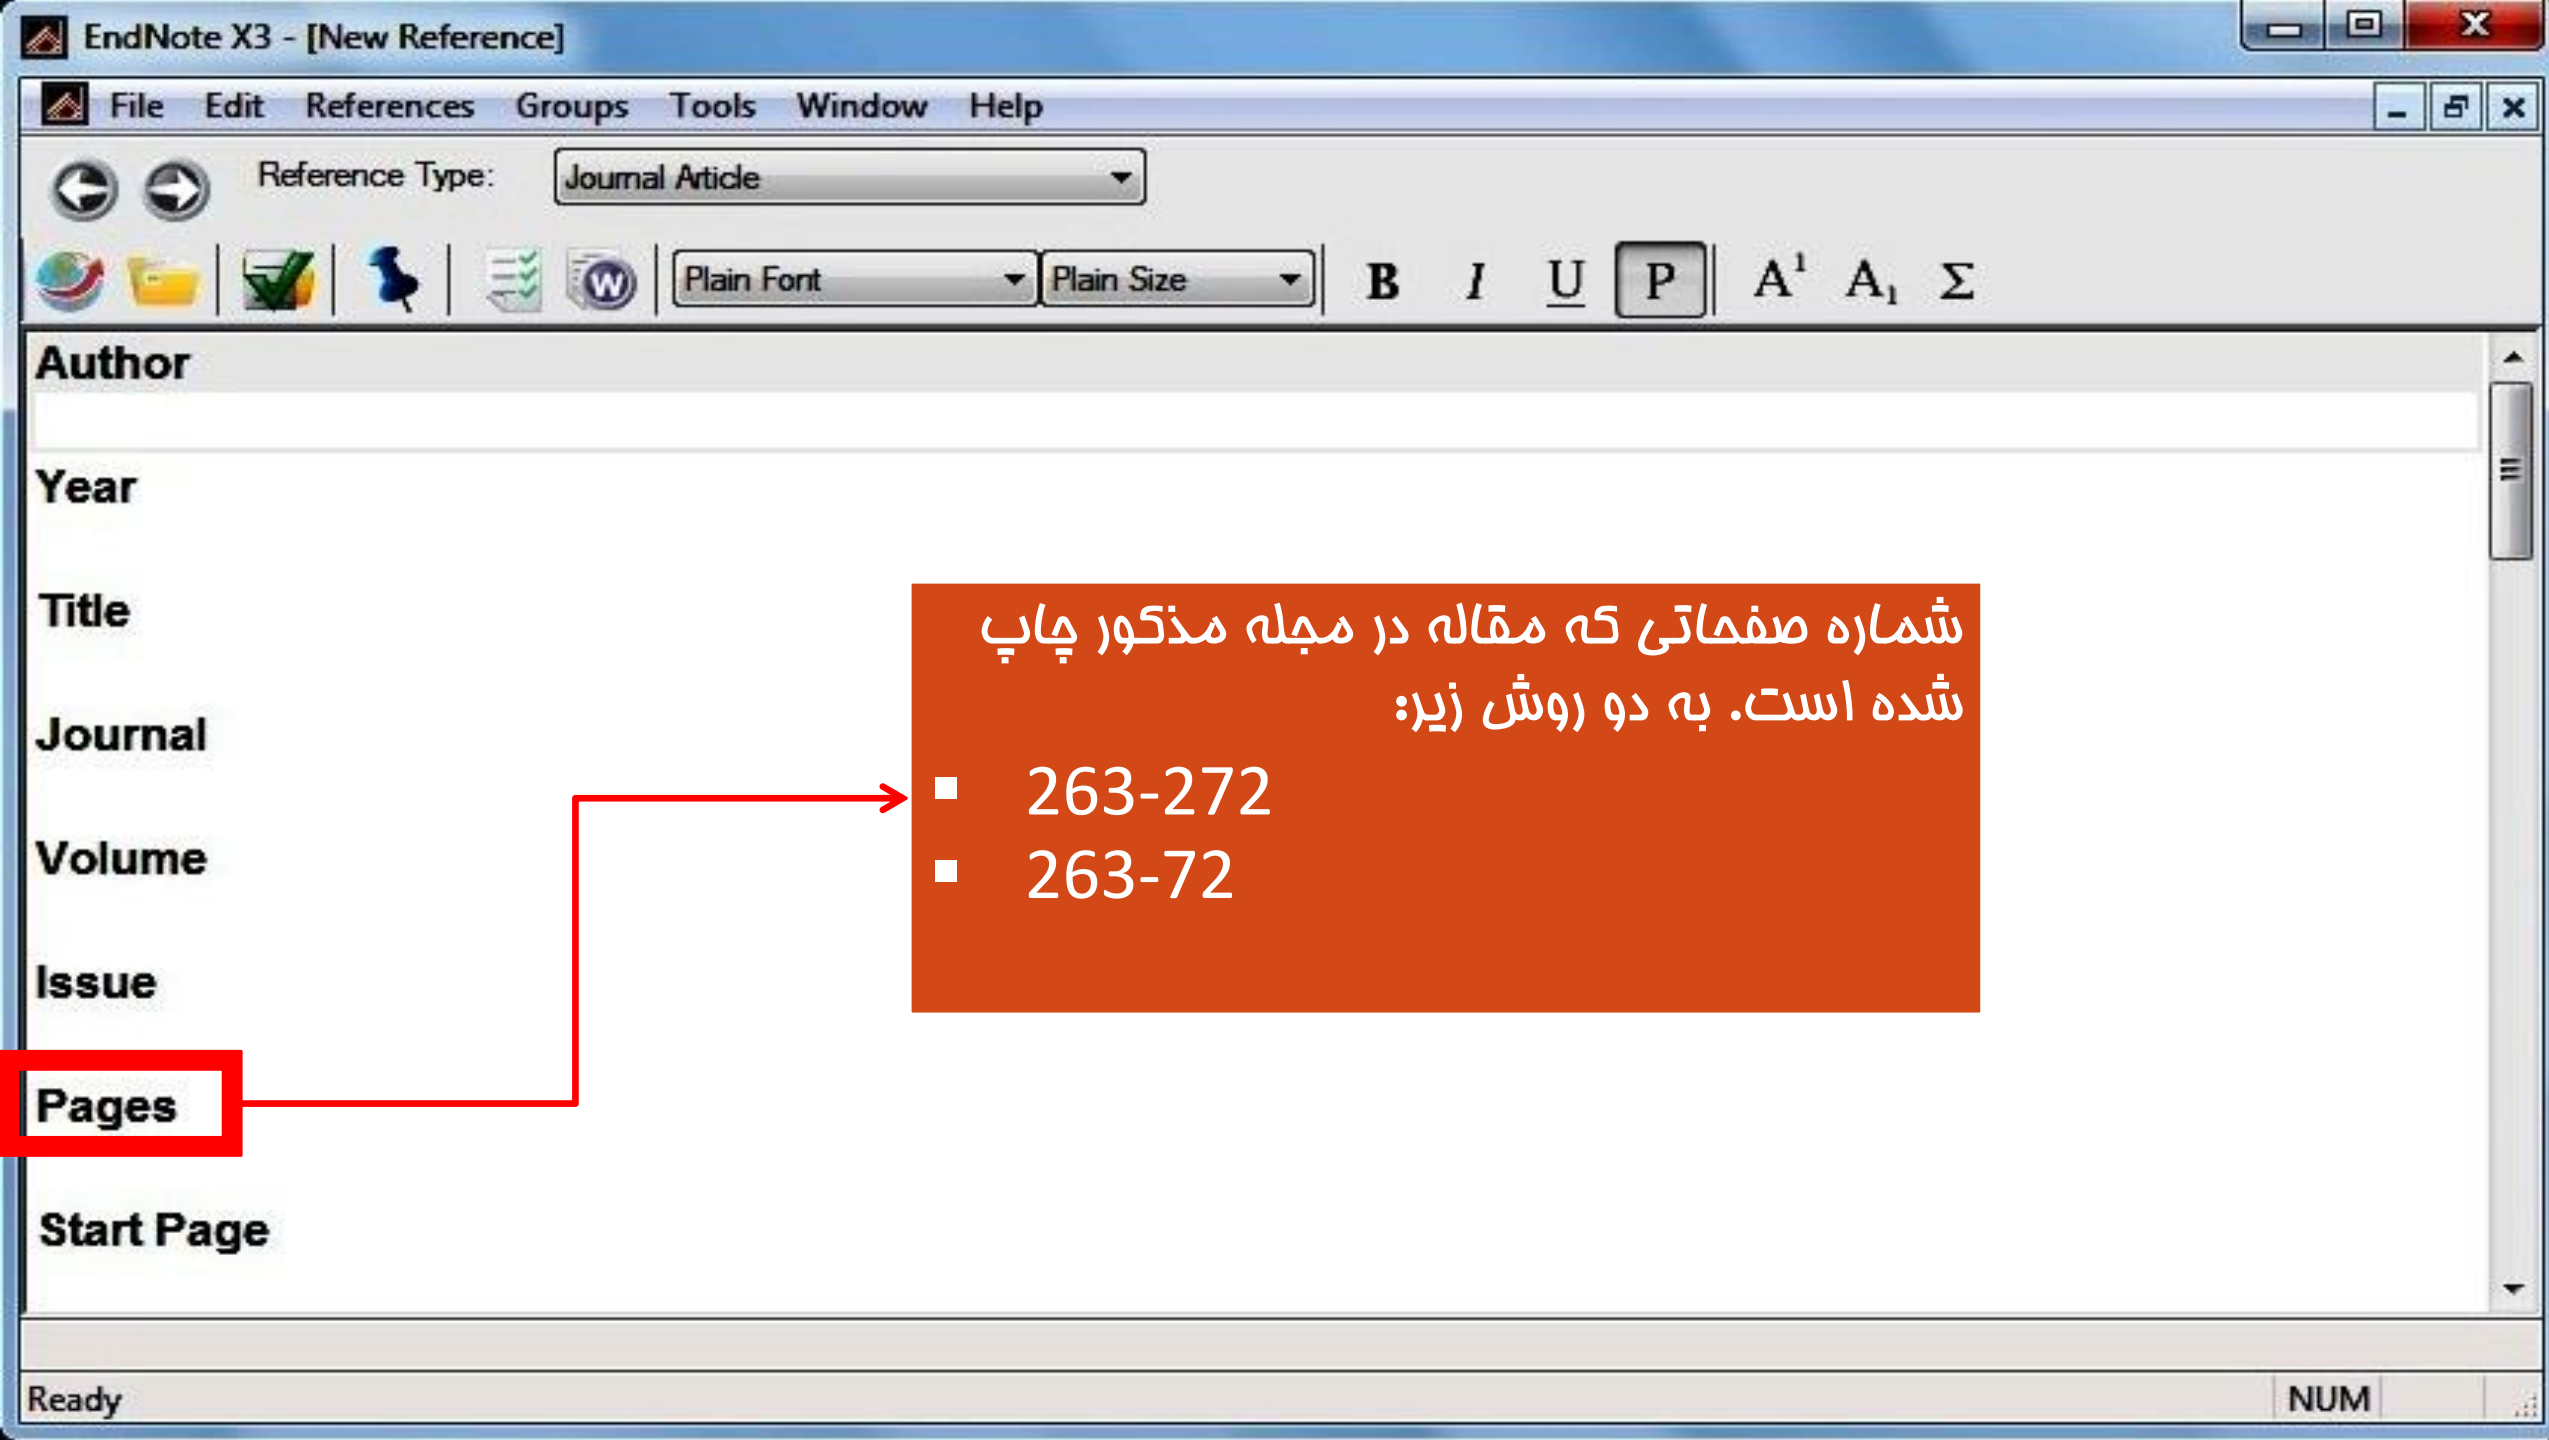 EndNote X3 - [New Reference]
File Edit References Groups Tools Window Help
Reference Type: Journal Article
Plain Font Plain Size B I U P A¹ A₁ Σ
Author
Year
Title
شماره صفحاتی که مقاله در مجله مذکور چاپ
شده است. به دو روش زیر:
Journal
263-272
Volume
263-72
Issue
Pages
Start Page
Ready NUM